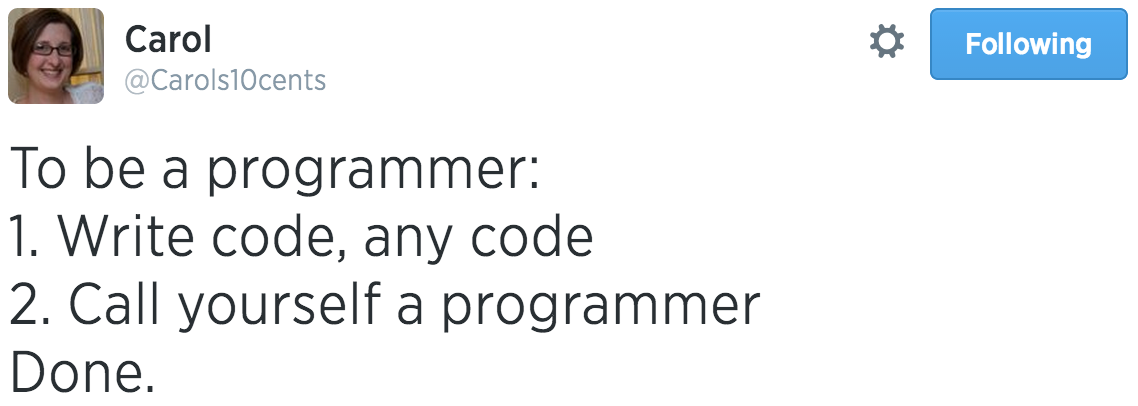 Carol
@Carols10cents
Following
To be a programmer:
1. Write code, any code
2. Call yourself a programmer
Done.